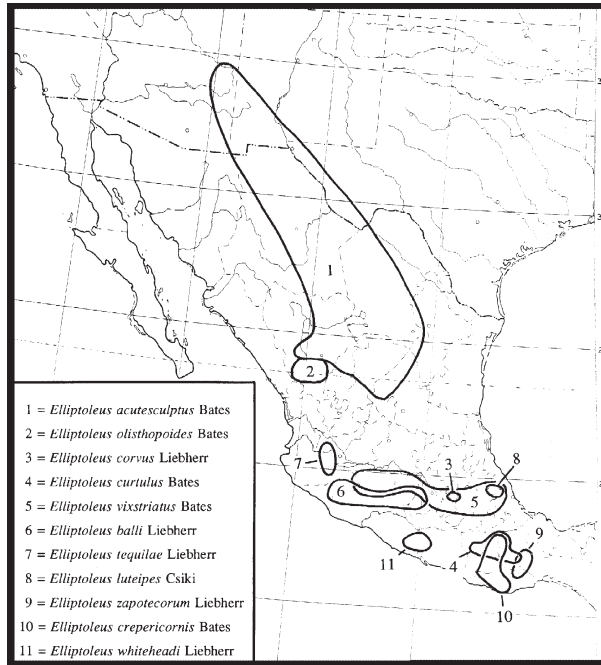 1
2
7
6
3
5
8
9
4
11
10
1 = Elliptoleus acutesculptus Bates
2 = Elliptoleus olisthopoides Bates
3 = Elliptoleus corvus Liebherr
4 = Elliptoleus curtulus Bates
5 = Elliptoleus vixstriatus Bates
6 = Elliptoleus balli Liebherr
7 = Elliptoleus tequilae Liebherr
8 = Elliptoleus luteipes Csiki
9 = Elliptoleus zapotecorum Liebherr
10 = Elliptoleus crepericornis Bates
11 = Elliptoleus whiteheadi Liebherr